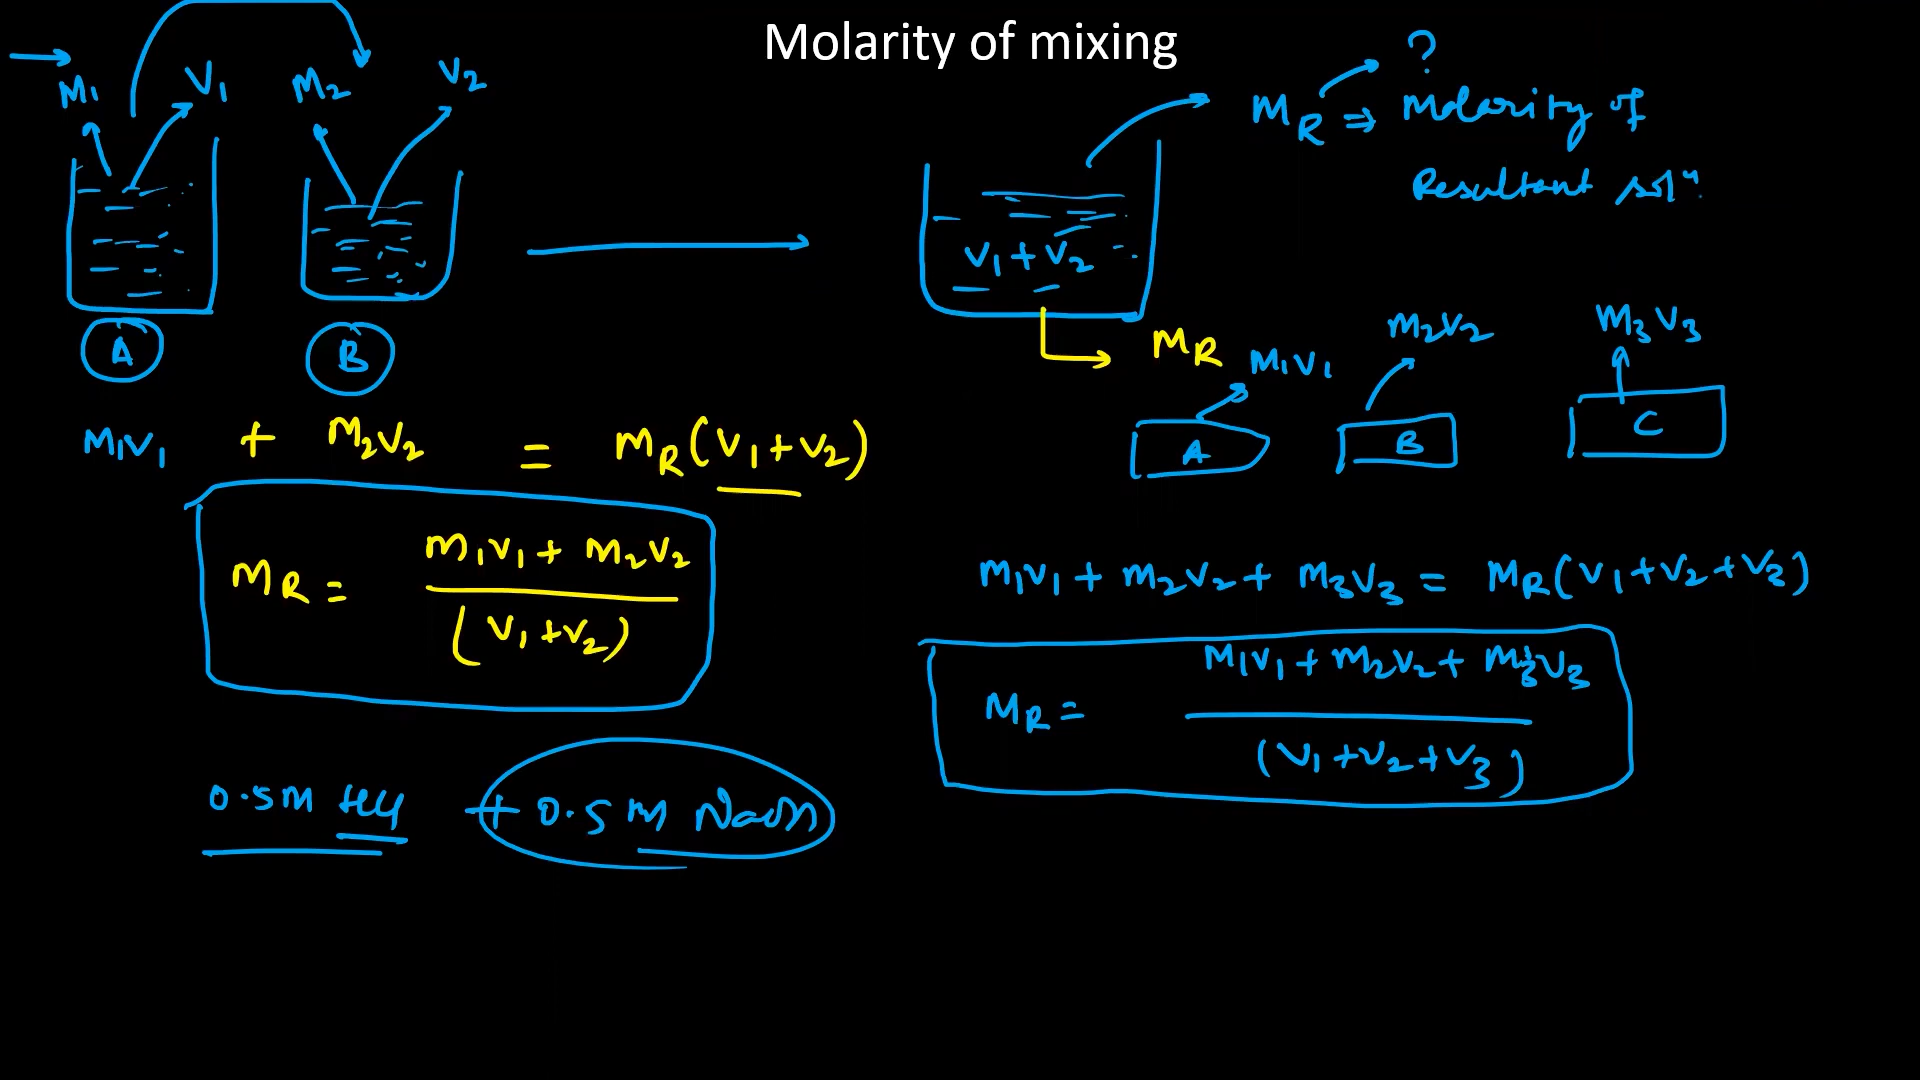 Molarity of mixing
M1 V1 M2 V2
MR ⇒ Molarity of ?
Resultant solⁿ.
V1 + V2
A B
MR
M1V1 M2V2 M3V3
A B C
M1V1 + M2V2 = MR(V1+V2)
MR = M1V1 + M2V2 / (V1+V2)
M1V1 + M2V2 + M3V3 = MR(V1+V2+V3)
MR = M1V1 + M2V2 + M3V3 / (V1+V2+V3)
0.5M HCl + 0.5 M NaOH